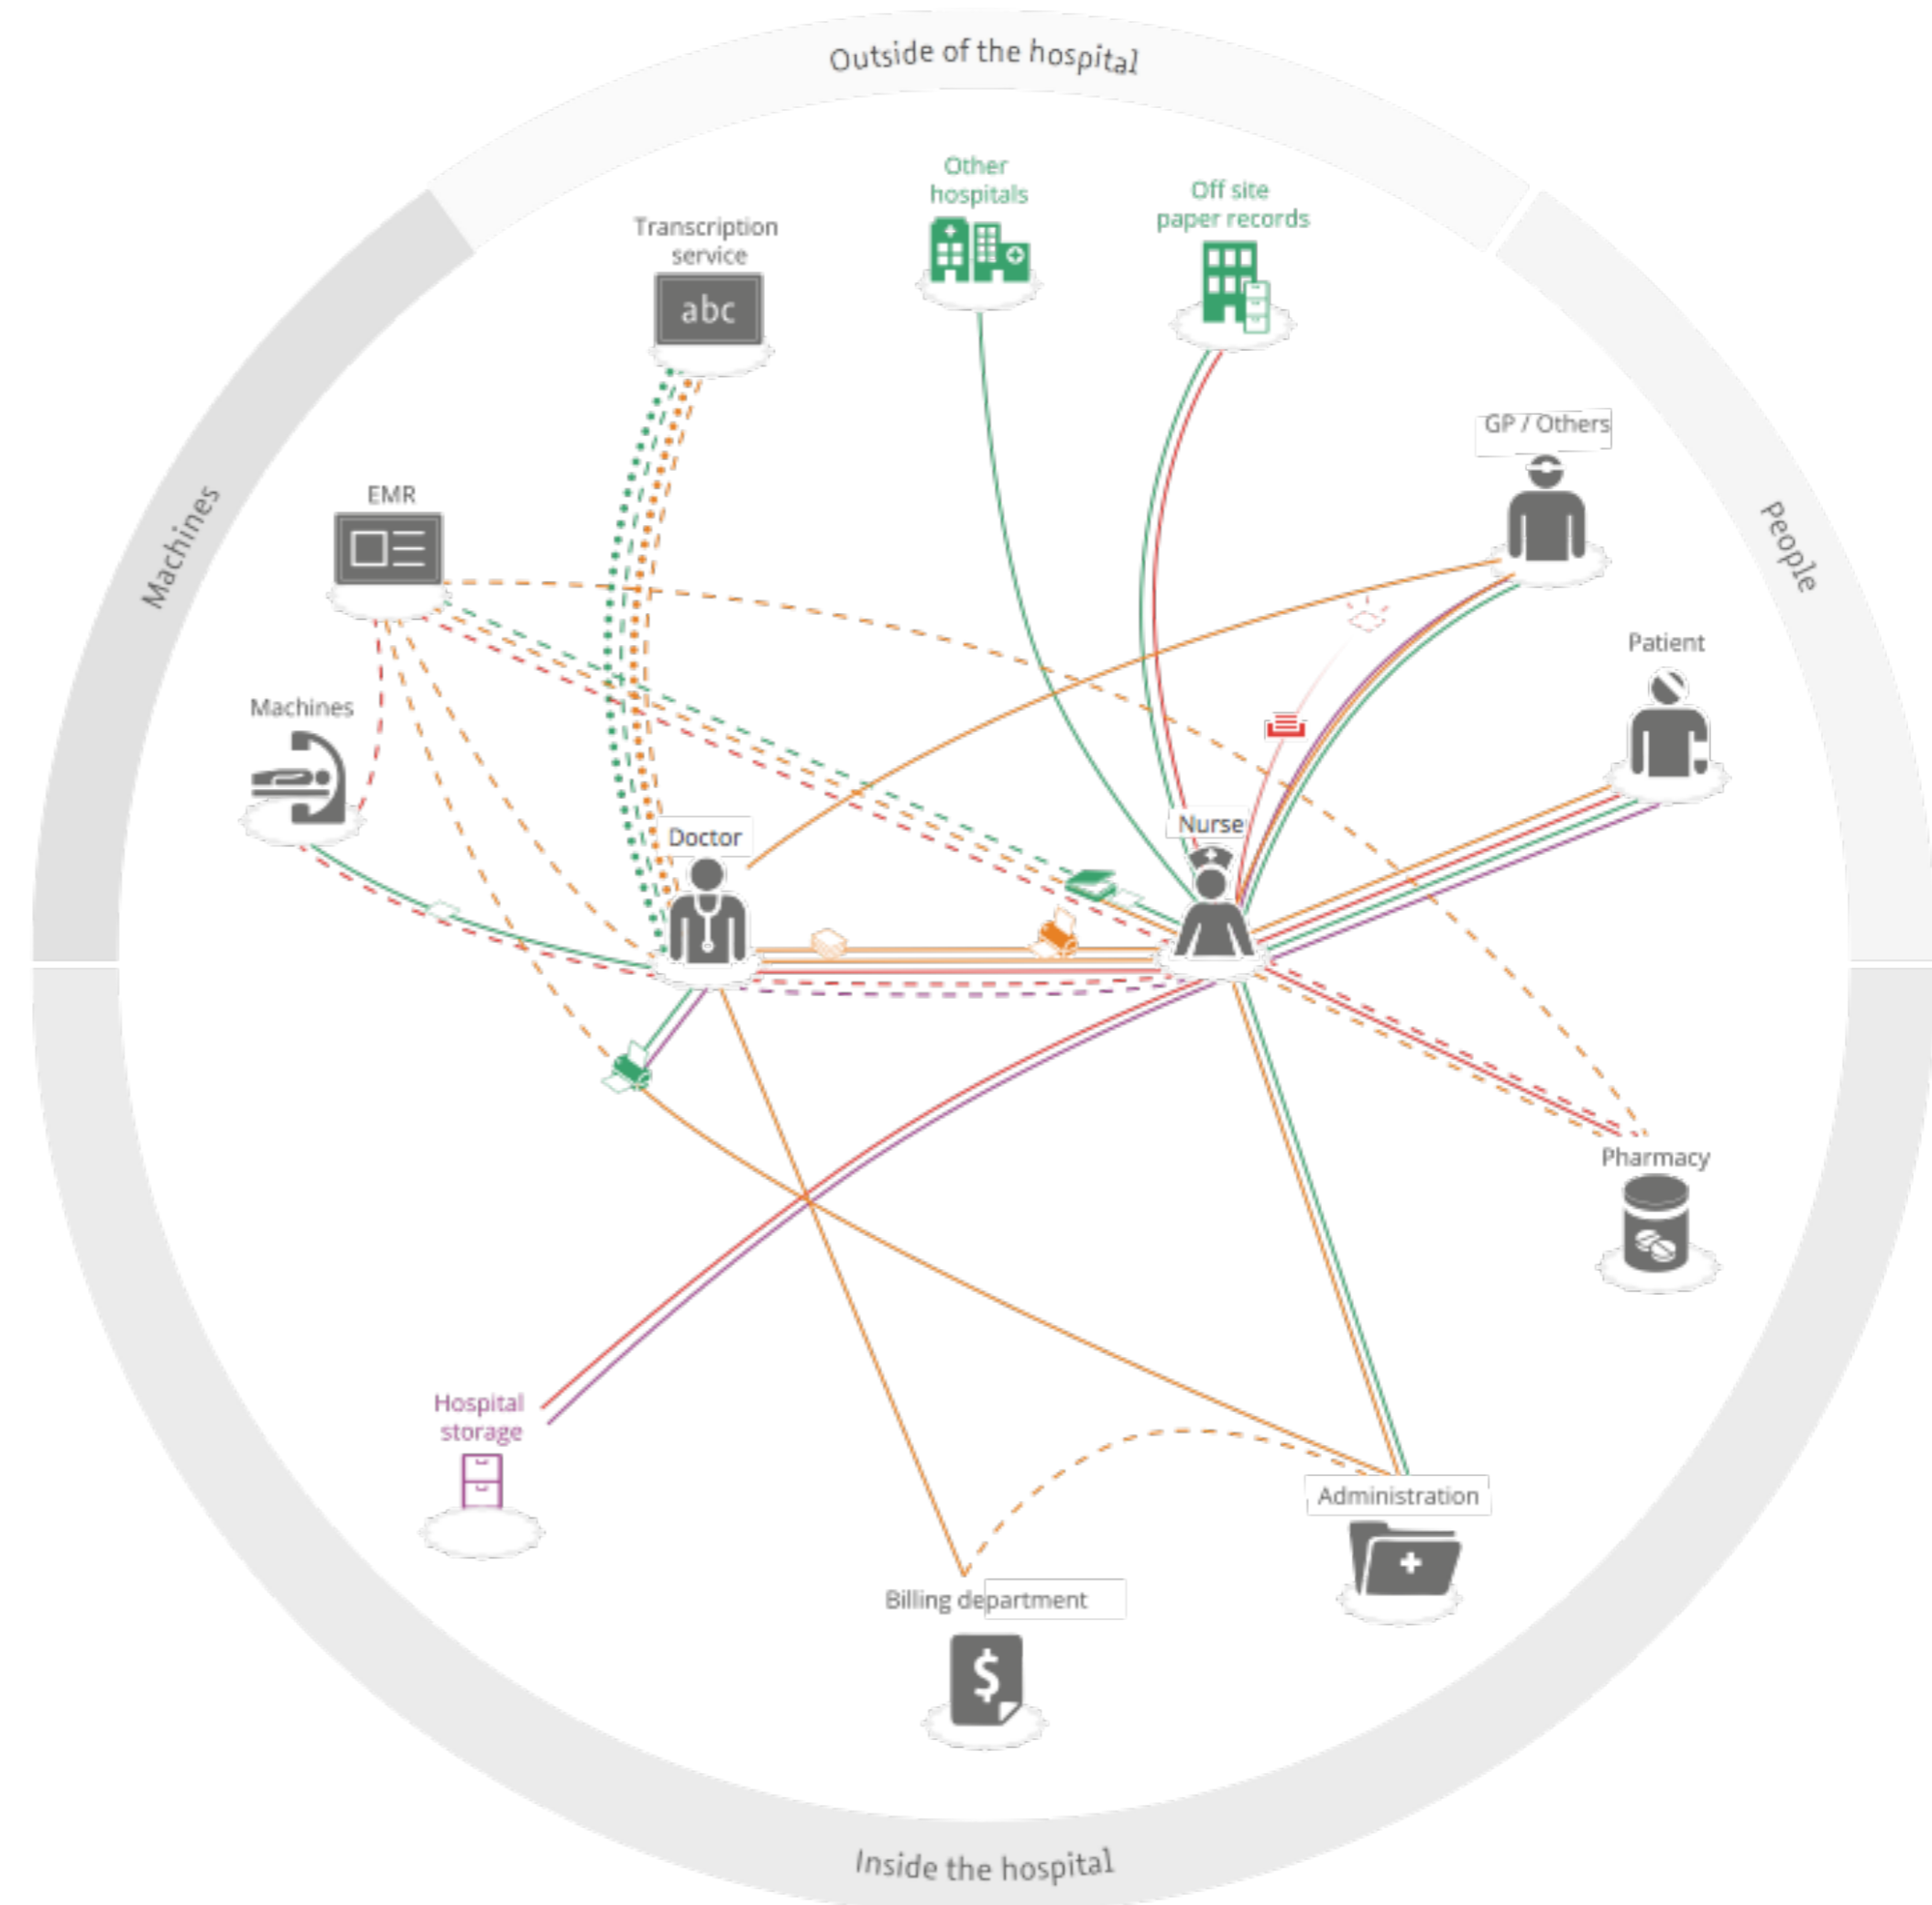 Outside of the hospital
Other
hospitals
Off site
paper records
Transcription
service
abc
GP / Others
EMR
Machines
People
Patient
Machines
Doctor
Nurse
Pharmacy
Hospital
storage
Administration
Billing department
$
Inside the hospital